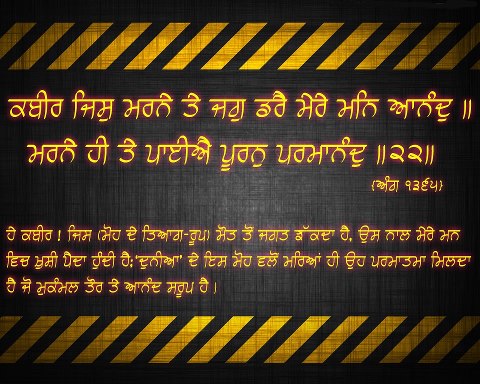 ਕਬੀਰ ਜਿਸੁ ਮਰਨੇ ਤੇ ਜਗੁ ਡਰੈ ਮੇਰੇ ਮਨਿ ਆਨੰਦੁ ॥
ਮਰਨੇ ਹੀ ਤੇ ਪਾਈਐ ਪੂਰਨੁ ਪਰਮਾਨੰਦੁ ॥੨੨॥
{ਅੰਗ ੧੩੬੫}
ਹੇ ਕਬੀਰ! ਜਿਸ (ਮੋਹ ਦੇ ਤਿਆਗ-ਰੂਪ) ਮੌਤ ਤੋਂ ਜਗਤ ਡੱਕਦਾ ਹੈ, ਉਸ ਨਾਲ ਮੇਰੇ ਮਨ
ਵਿਚ ਖ਼ੁਸ਼ੀ ਪੈਦਾ ਹੁੰਦੀ ਹੈ;'ਦੁਨੀਆ' ਦੇ ਇਸ ਮੋਹ ਵਲੋਂ ਮਰਿਆਂ ਹੀ ਉਹ ਪਰਮਾਤਮਾ ਮਿਲਦਾ
ਹੈ ਜੋ ਮੁਕੰਮਲ ਤੌਰ ਤੇ ਆਨੰਦ ਸਰੂਪ ਹੈ।